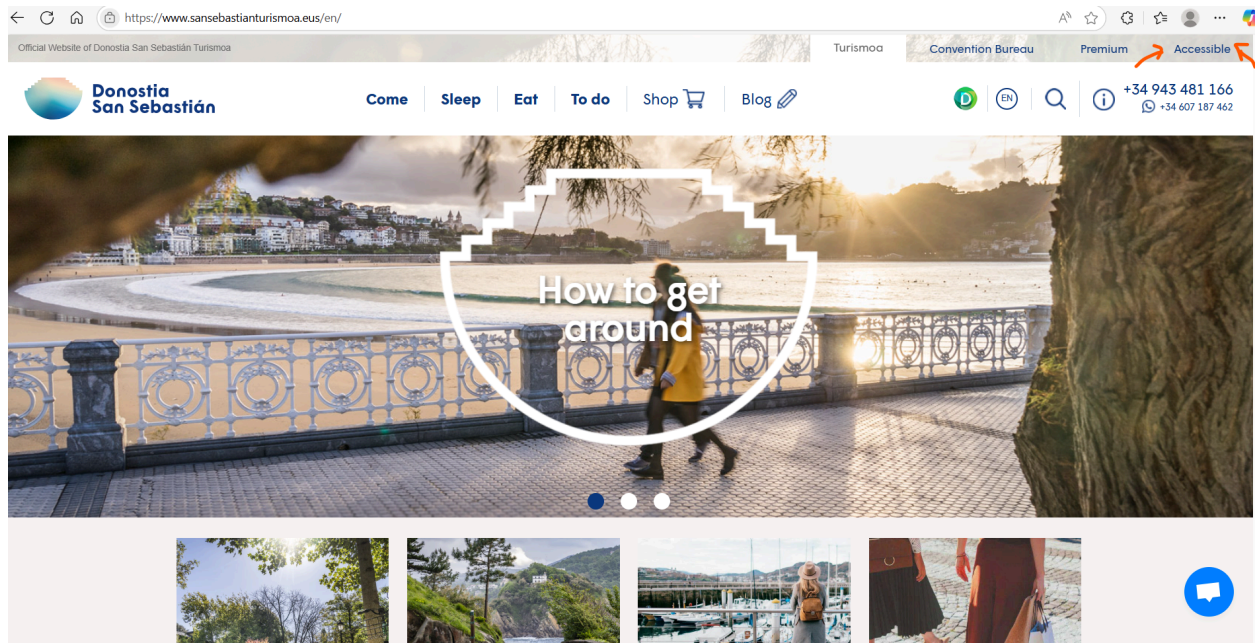 https://www.sansebastianturismoa.eus/en/
Official Website of Donostia San Sebastián Turismoa
Turismoa
Convention Bureau
Premium
Accessible
Donostia
San Sebastián
Come
Sleep
Eat
To do
Shop
Blog
D
EN
+34 943 481 166
+34 607 187 462
How to get
around